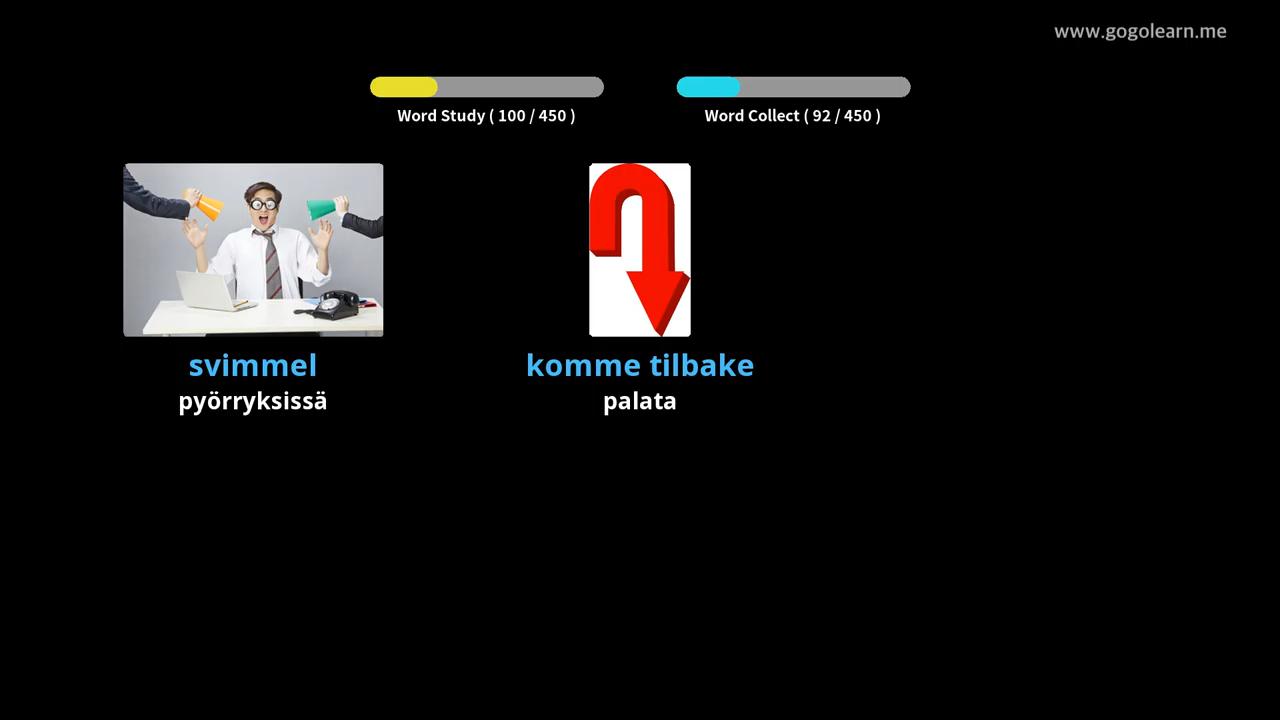 www.gogolearn.me
Word Study ( 100 / 450 )
Word Collect ( 92 / 450 )
svimmel
pyörryksissä
komme tilbake
palata